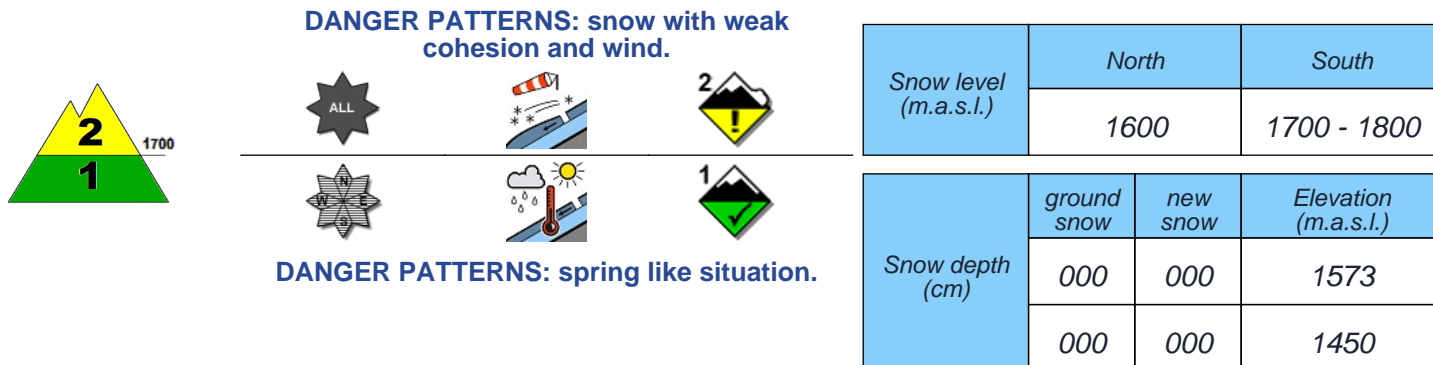 DANGER PATTERNS: snow with weak
cohesion and wind.
2
1700
1
ALL
2
!
N
W E
S
1
DANGER PATTERNS: spring like situation.
Snow level
(m.a.s.l.)
North
South
1600
1700 - 1800
Snow depth
(cm)
ground
snow
new
snow
Elevation
(m.a.s.l.)
000
000
1573
000
000
1450